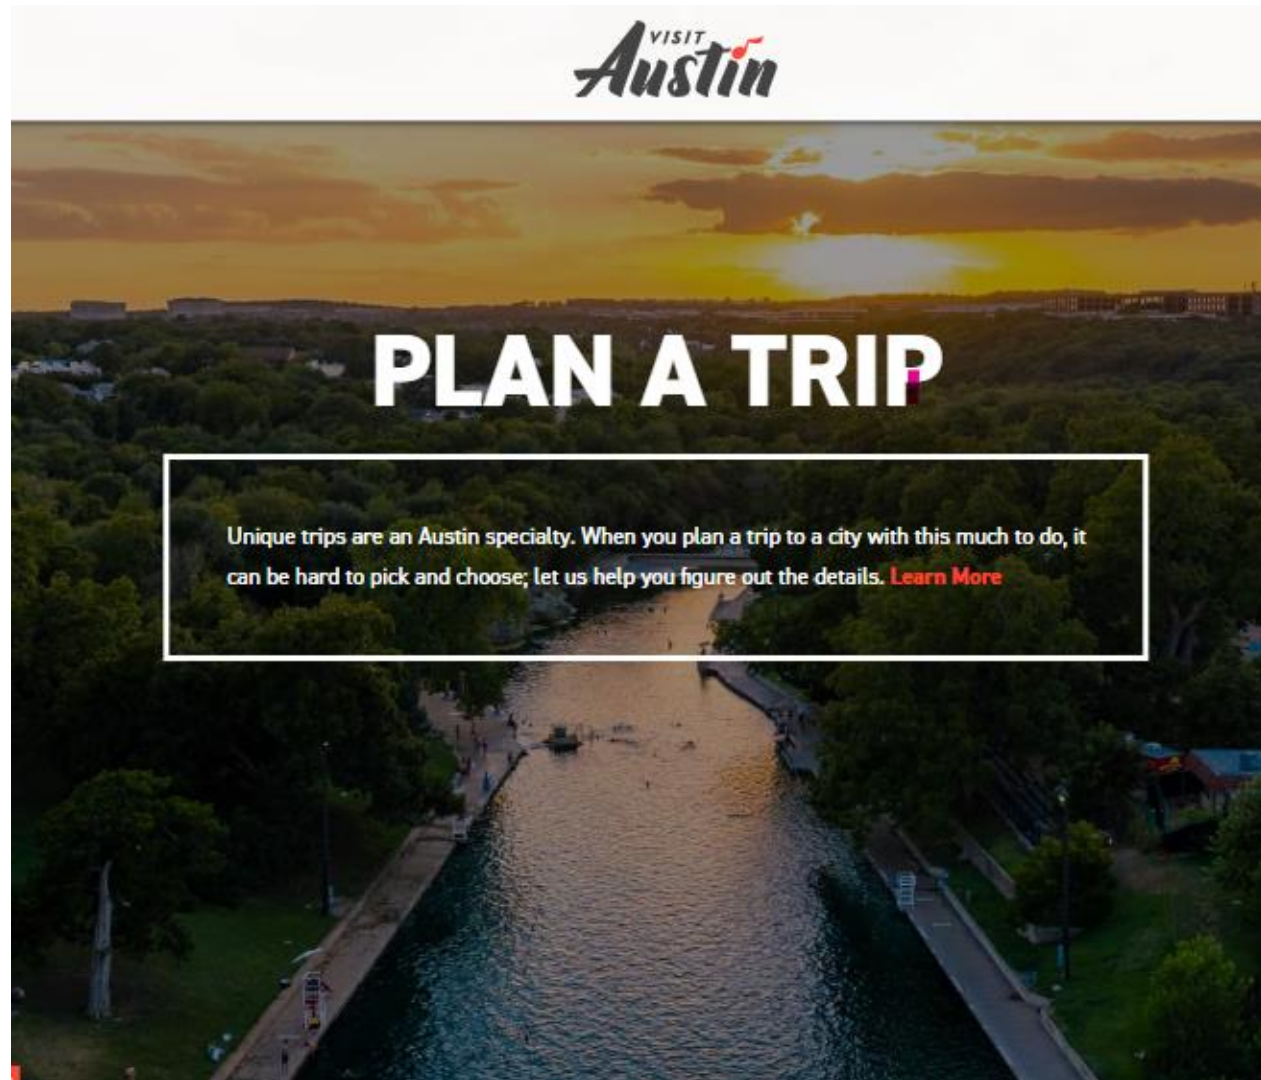 VISIT
Austin
PLAN A TRIP
Unique trips are an Austin specialty. When you plan a trip to a city with this much to do, it
can be hard to pick and choose; let us help you figure out the details. Learn More